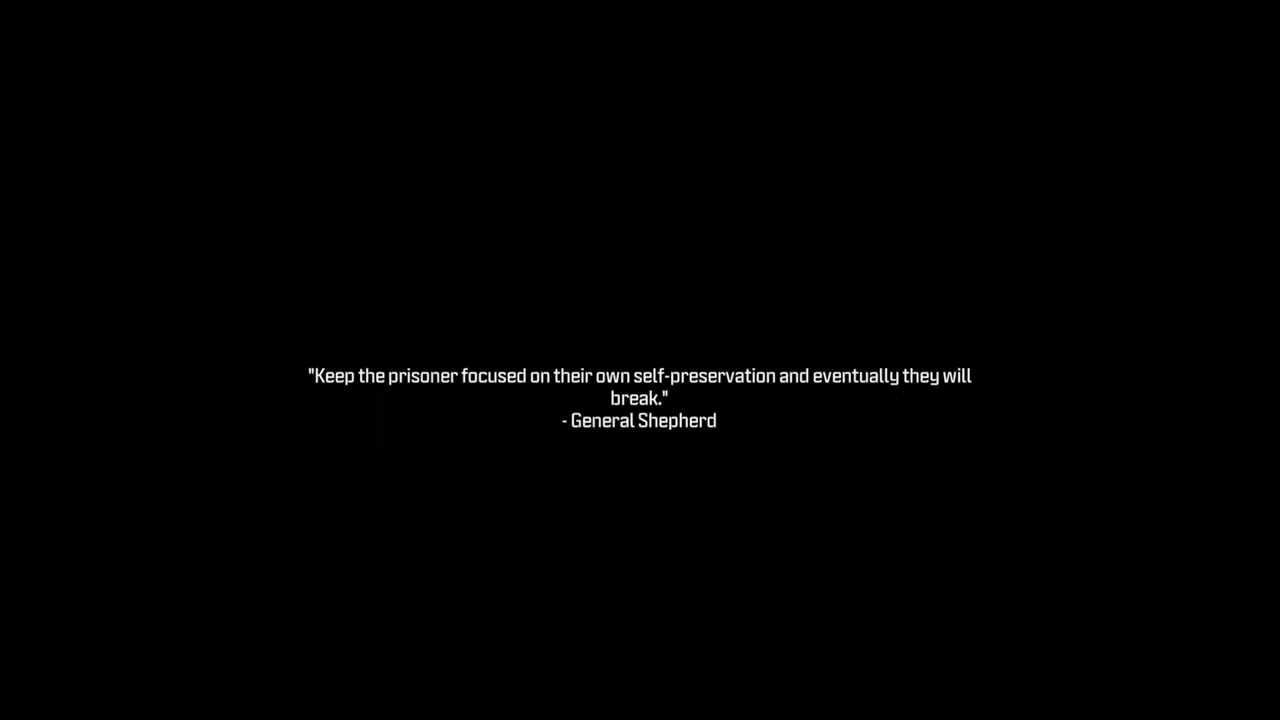 "Keep the prisoner focused on their own self-preservation and eventually they will
break."
- General Shepherd